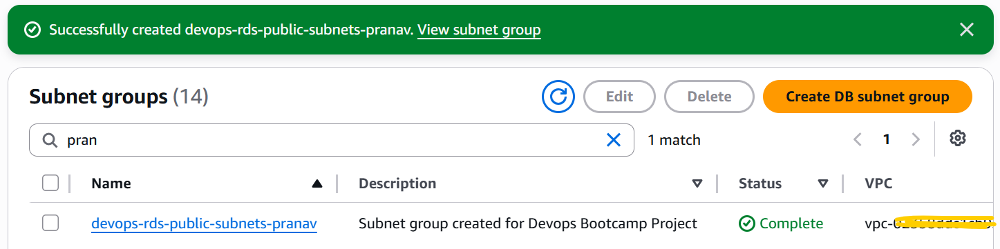 Successfully created devops-rds-public-subnets-pranav. View subnet group
Subnet groups (14)
Edit
Delete
Create DB subnet group
pran
1 match
1
Name
Description
Status
VPC
devops-rds-public-subnets-pranav
Subnet group created for Devops Bootcamp Project
Complete
vpc-